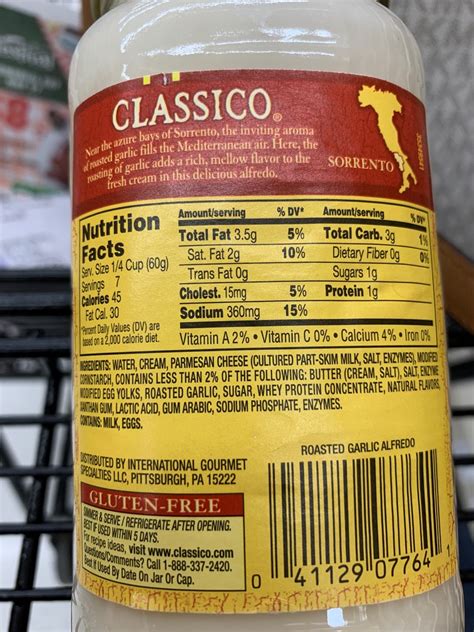 CLASSICO®
Near the azure bays of Sorrento, the inviting aroma
of roasted garlic fills the Mediterranean air. Here, the
roasting of garlic adds a rich, mellow flavor to the
fresh cream in this delicious alfredo.
SORRENTO
Nutrition
Facts
Serv. Size 1/4 Cup (60g)
Servings 7
Calories 45
Fat Cal. 30
*Percent Daily Values (DV) are
based on a 2,000 calorie diet.
Amount/serving % DV* Amount/serving % DV*
Total Fat 3.5g 5% Total Carb. 3g 1%
Sat. Fat 2g 10% Dietary Fiber 0g 0%
Trans Fat 0g Sugars 1g
Cholest. 15mg 5% Protein 1g
Sodium 360mg 15%
Vitamin A 2% • Vitamin C 0% • Calcium 4% • Iron 0%
INGREDIENTS: WATER, CREAM, PARMESAN CHEESE (CULTURED PART-SKIM MILK, SALT, ENZYMES), MODIFIED
CORNSTARCH, CONTAINS LESS THAN 2% OF THE FOLLOWING: BUTTER (CREAM, SALT), SALT, ENZYME
MODIFIED EGG YOLKS, ROASTED GARLIC, SUGAR, WHEY PROTEIN CONCENTRATE, NATURAL FLAVORS,
XANTHAN GUM, LACTIC ACID, GUM ARABIC, SODIUM PHOSPHATE, ENZYMES.
CONTAINS: MILK, EGGS.
DISTRIBUTED BY INTERNATIONAL GOURMET
SPECIALTIES LLC, PITTSBURGH, PA 15222
GLUTEN-FREE
SIMMER & SERVE / REFRIGERATE AFTER OPENING.
BEST IF USED WITHIN 5 DAYS.
For recipe ideas, visit www.classico.com
Questions/Comments? Call 1-888-337-2420.
Best if Used By Date On Jar Or Cap.
ROASTED GARLIC ALFREDO
0 41129 07764 1